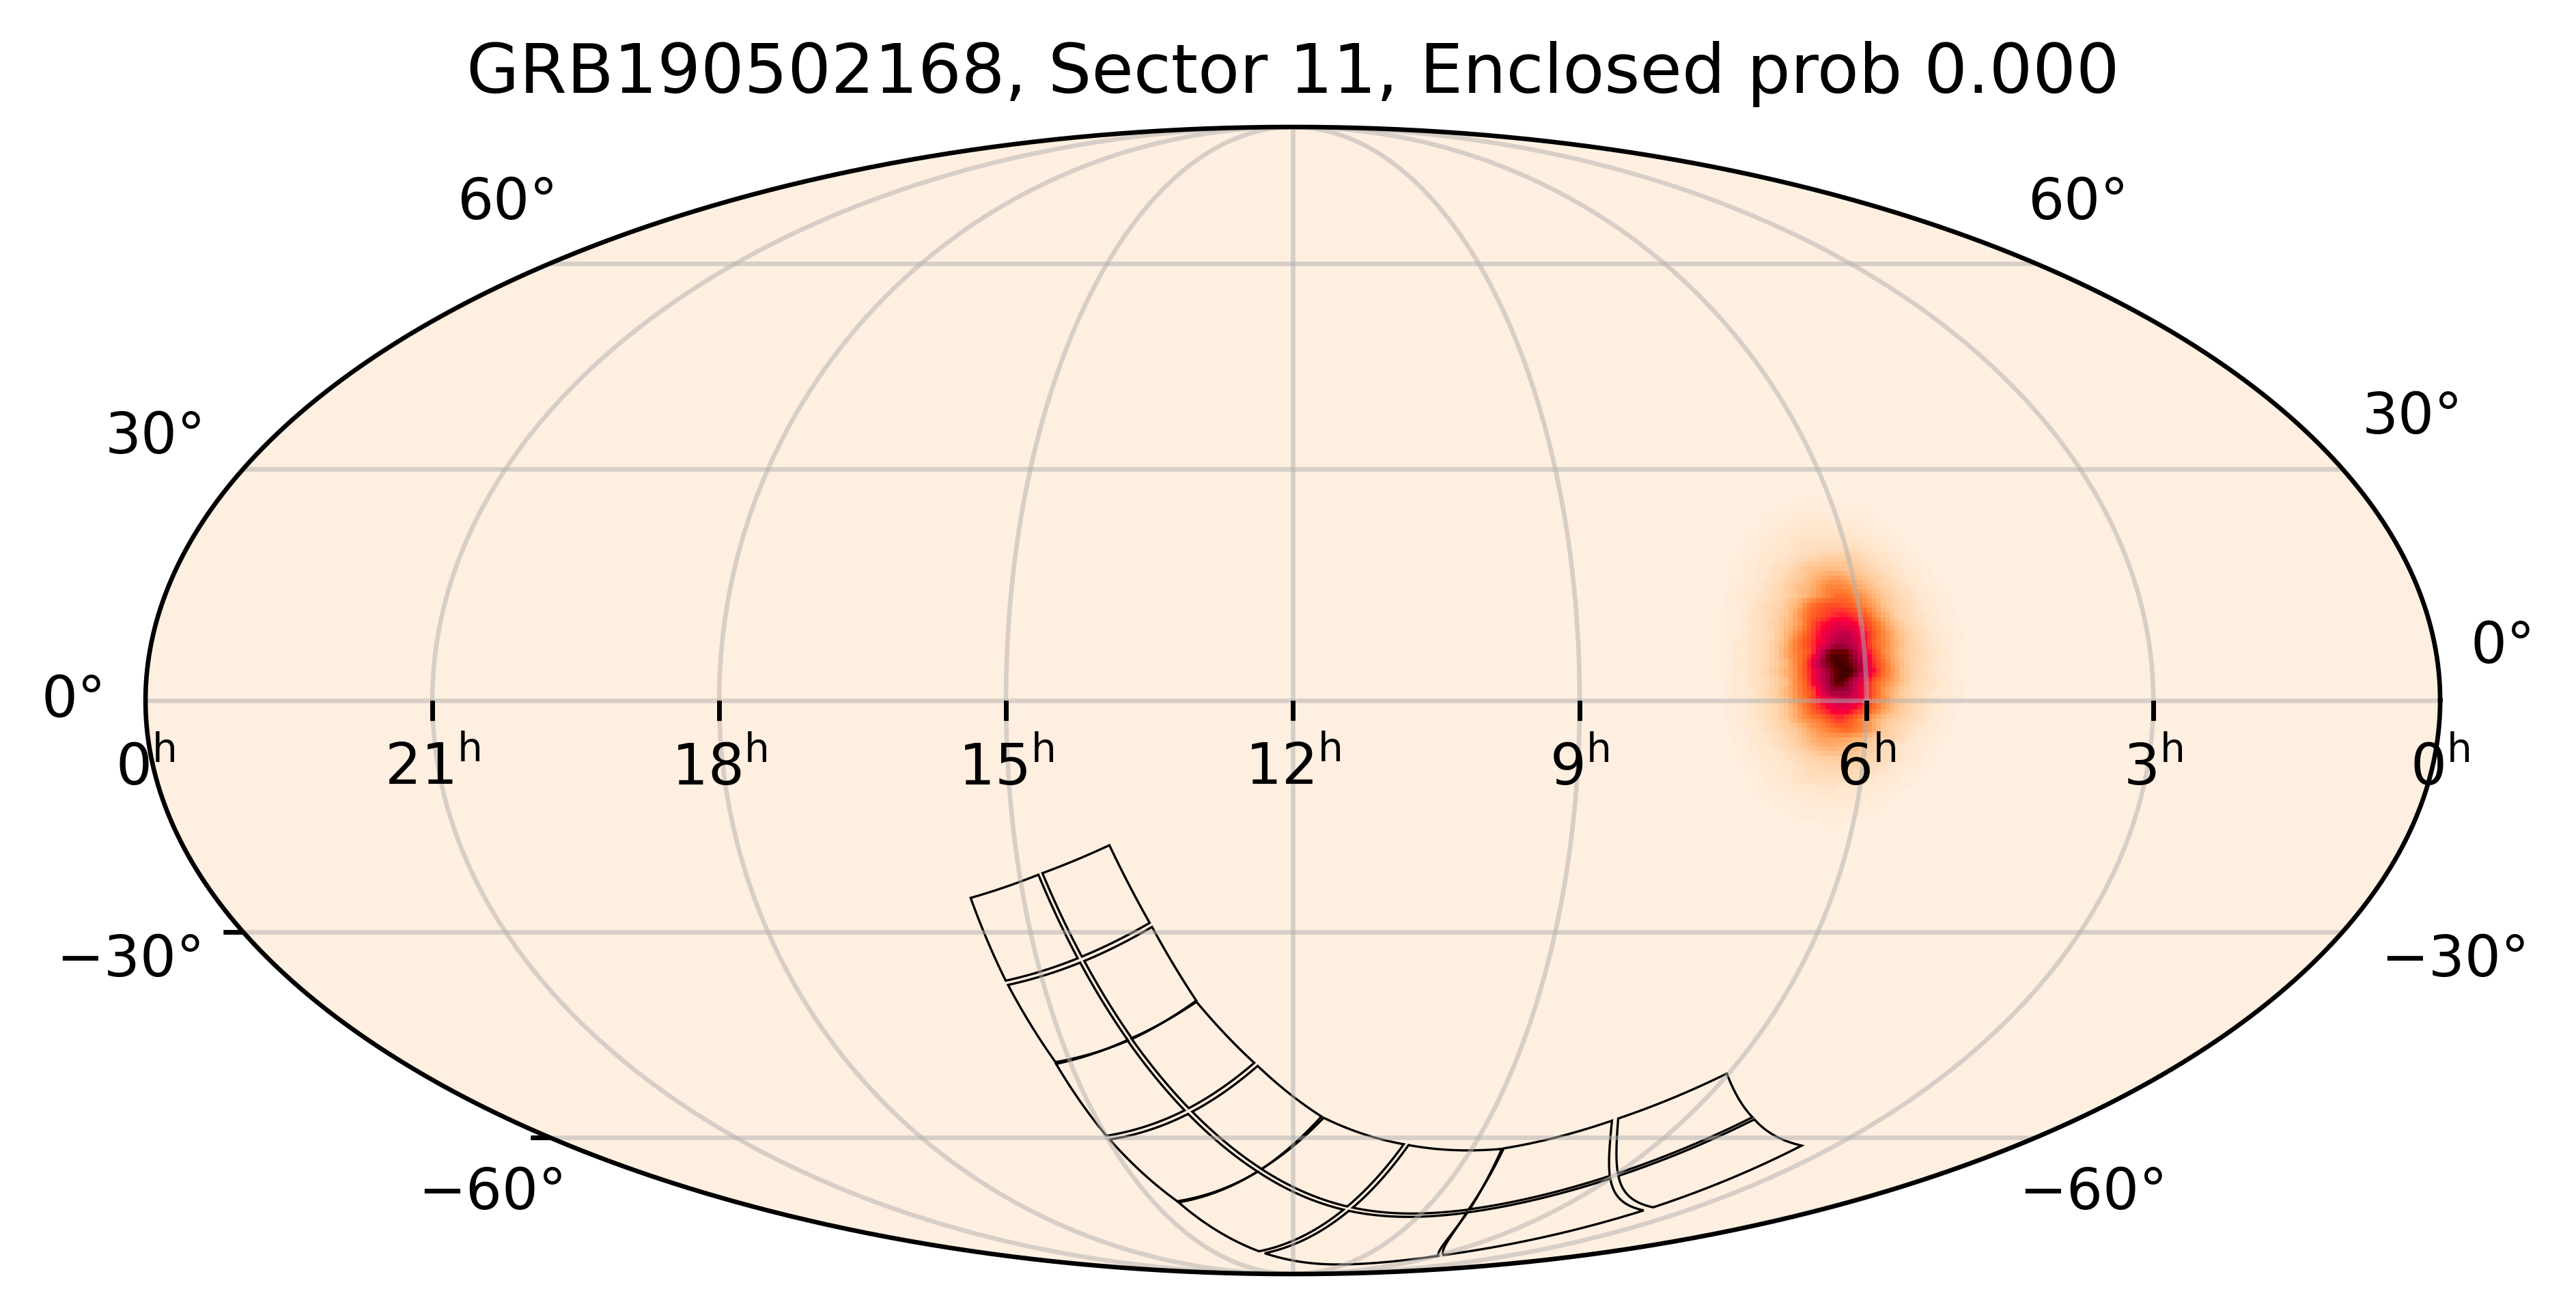 GRB190502168, Sector 11, Enclosed prob 0.000
60° 60°
30° 30°
0° 0°
0h 21h 18h 15h 12h 9h 6h 3h 0h
−30° −30°
−60° −60°